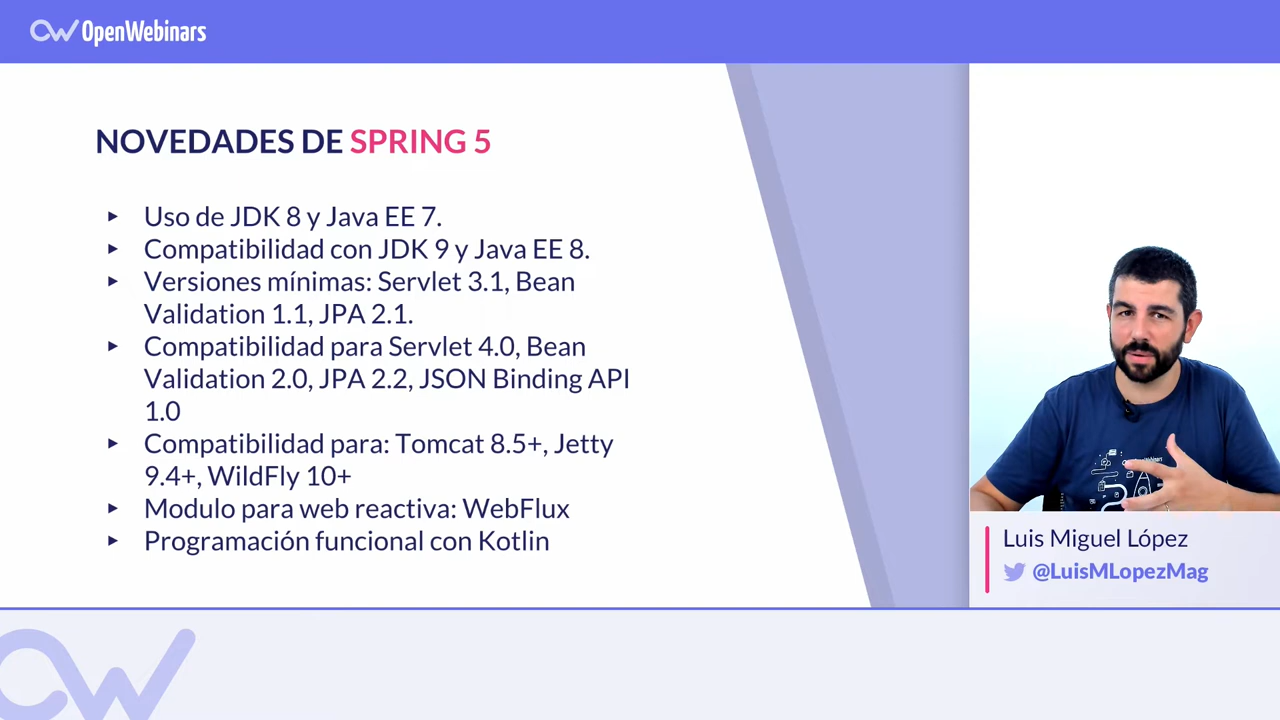 OpenWebinars
NOVEDADES DE SPRING 5
Uso de JDK 8 y Java EE 7.
Compatibilidad con JDK 9 y Java EE 8.
Versiones mínimas: Servlet 3.1, Bean
Validation 1.1, JPA 2.1.
Compatibilidad para Servlet 4.0, Bean
Validation 2.0, JPA 2.2, JSON Binding API
1.0
Compatibilidad para: Tomcat 8.5+, Jetty
9.4+, WildFly 10+
Modulo para web reactiva: WebFlux
Programación funcional con Kotlin
Luis Miguel López
@LuisMLopezMag